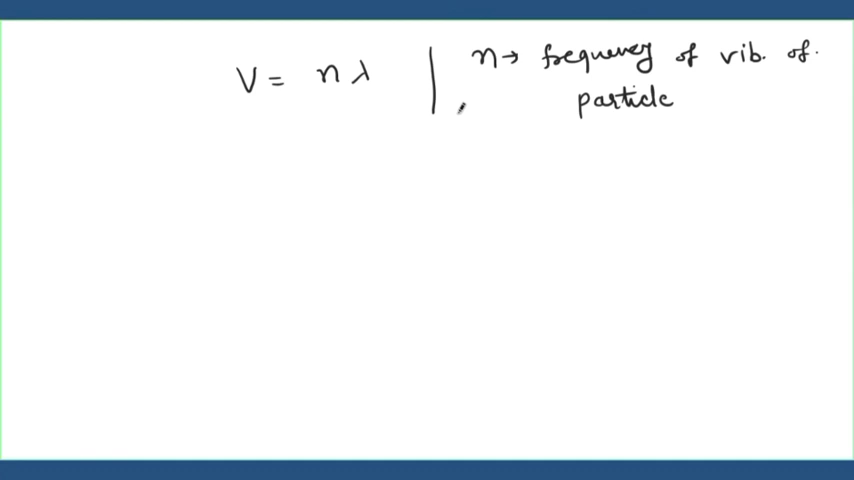 V = n λ | n → frequency of vib. of.
particle